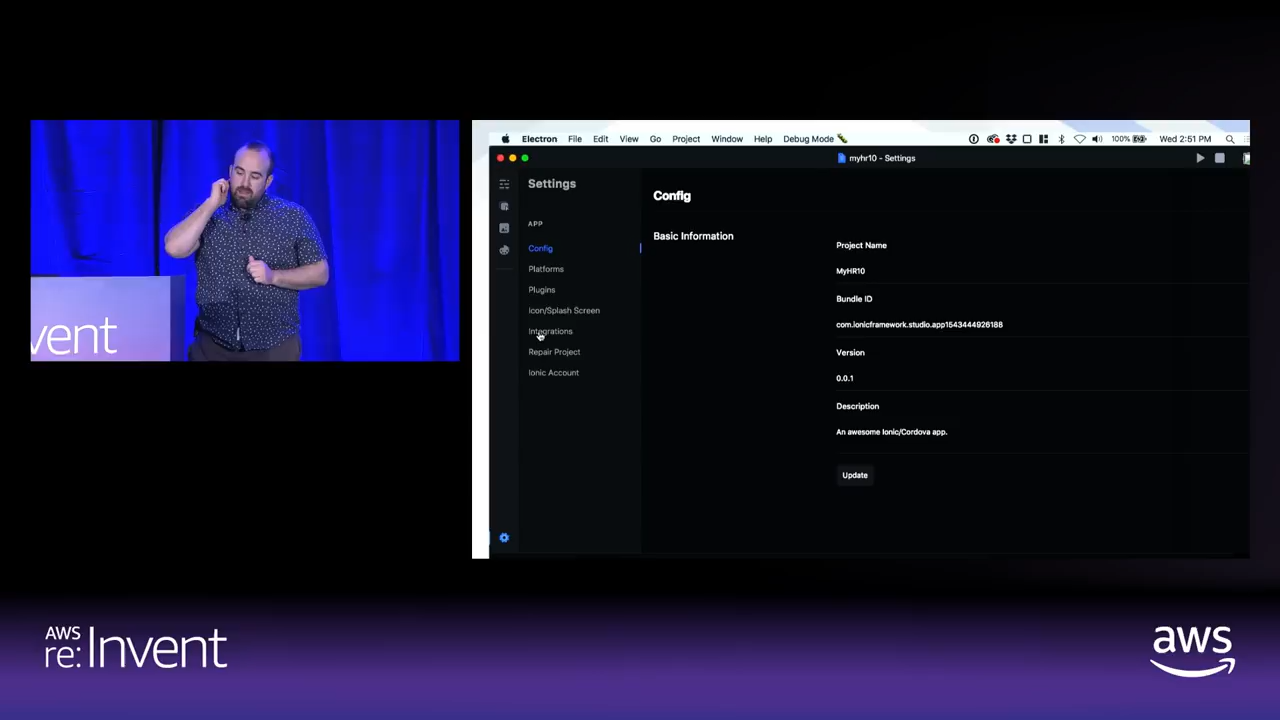 vent
Electron File Edit View Go Project Window Help Debug Mode 100% Wed 2:51 PM
myhr10 - Settings
Settings
APP
Config
Platforms
Plugins
Icon/Splash Screen
Integrations
Repair Project
Ionic Account
Config
Basic Information
Project Name
MyHR10
Bundle ID
com.ionicframework.studio.app1543444926188
Version
0.0.1
Description
An awesome Ionic/Cordova app.
Update
AWS
re:Invent
aws